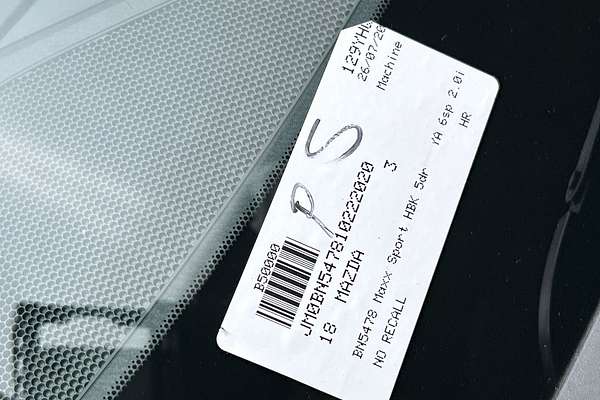 129YH
26/07/20
Machine
PS
B50000
JM0BN547810222020
18 MAZDA 3
BN5478 Maxx Sport HBK 5dr YA 6sp 2.0i
NO RECALL HR